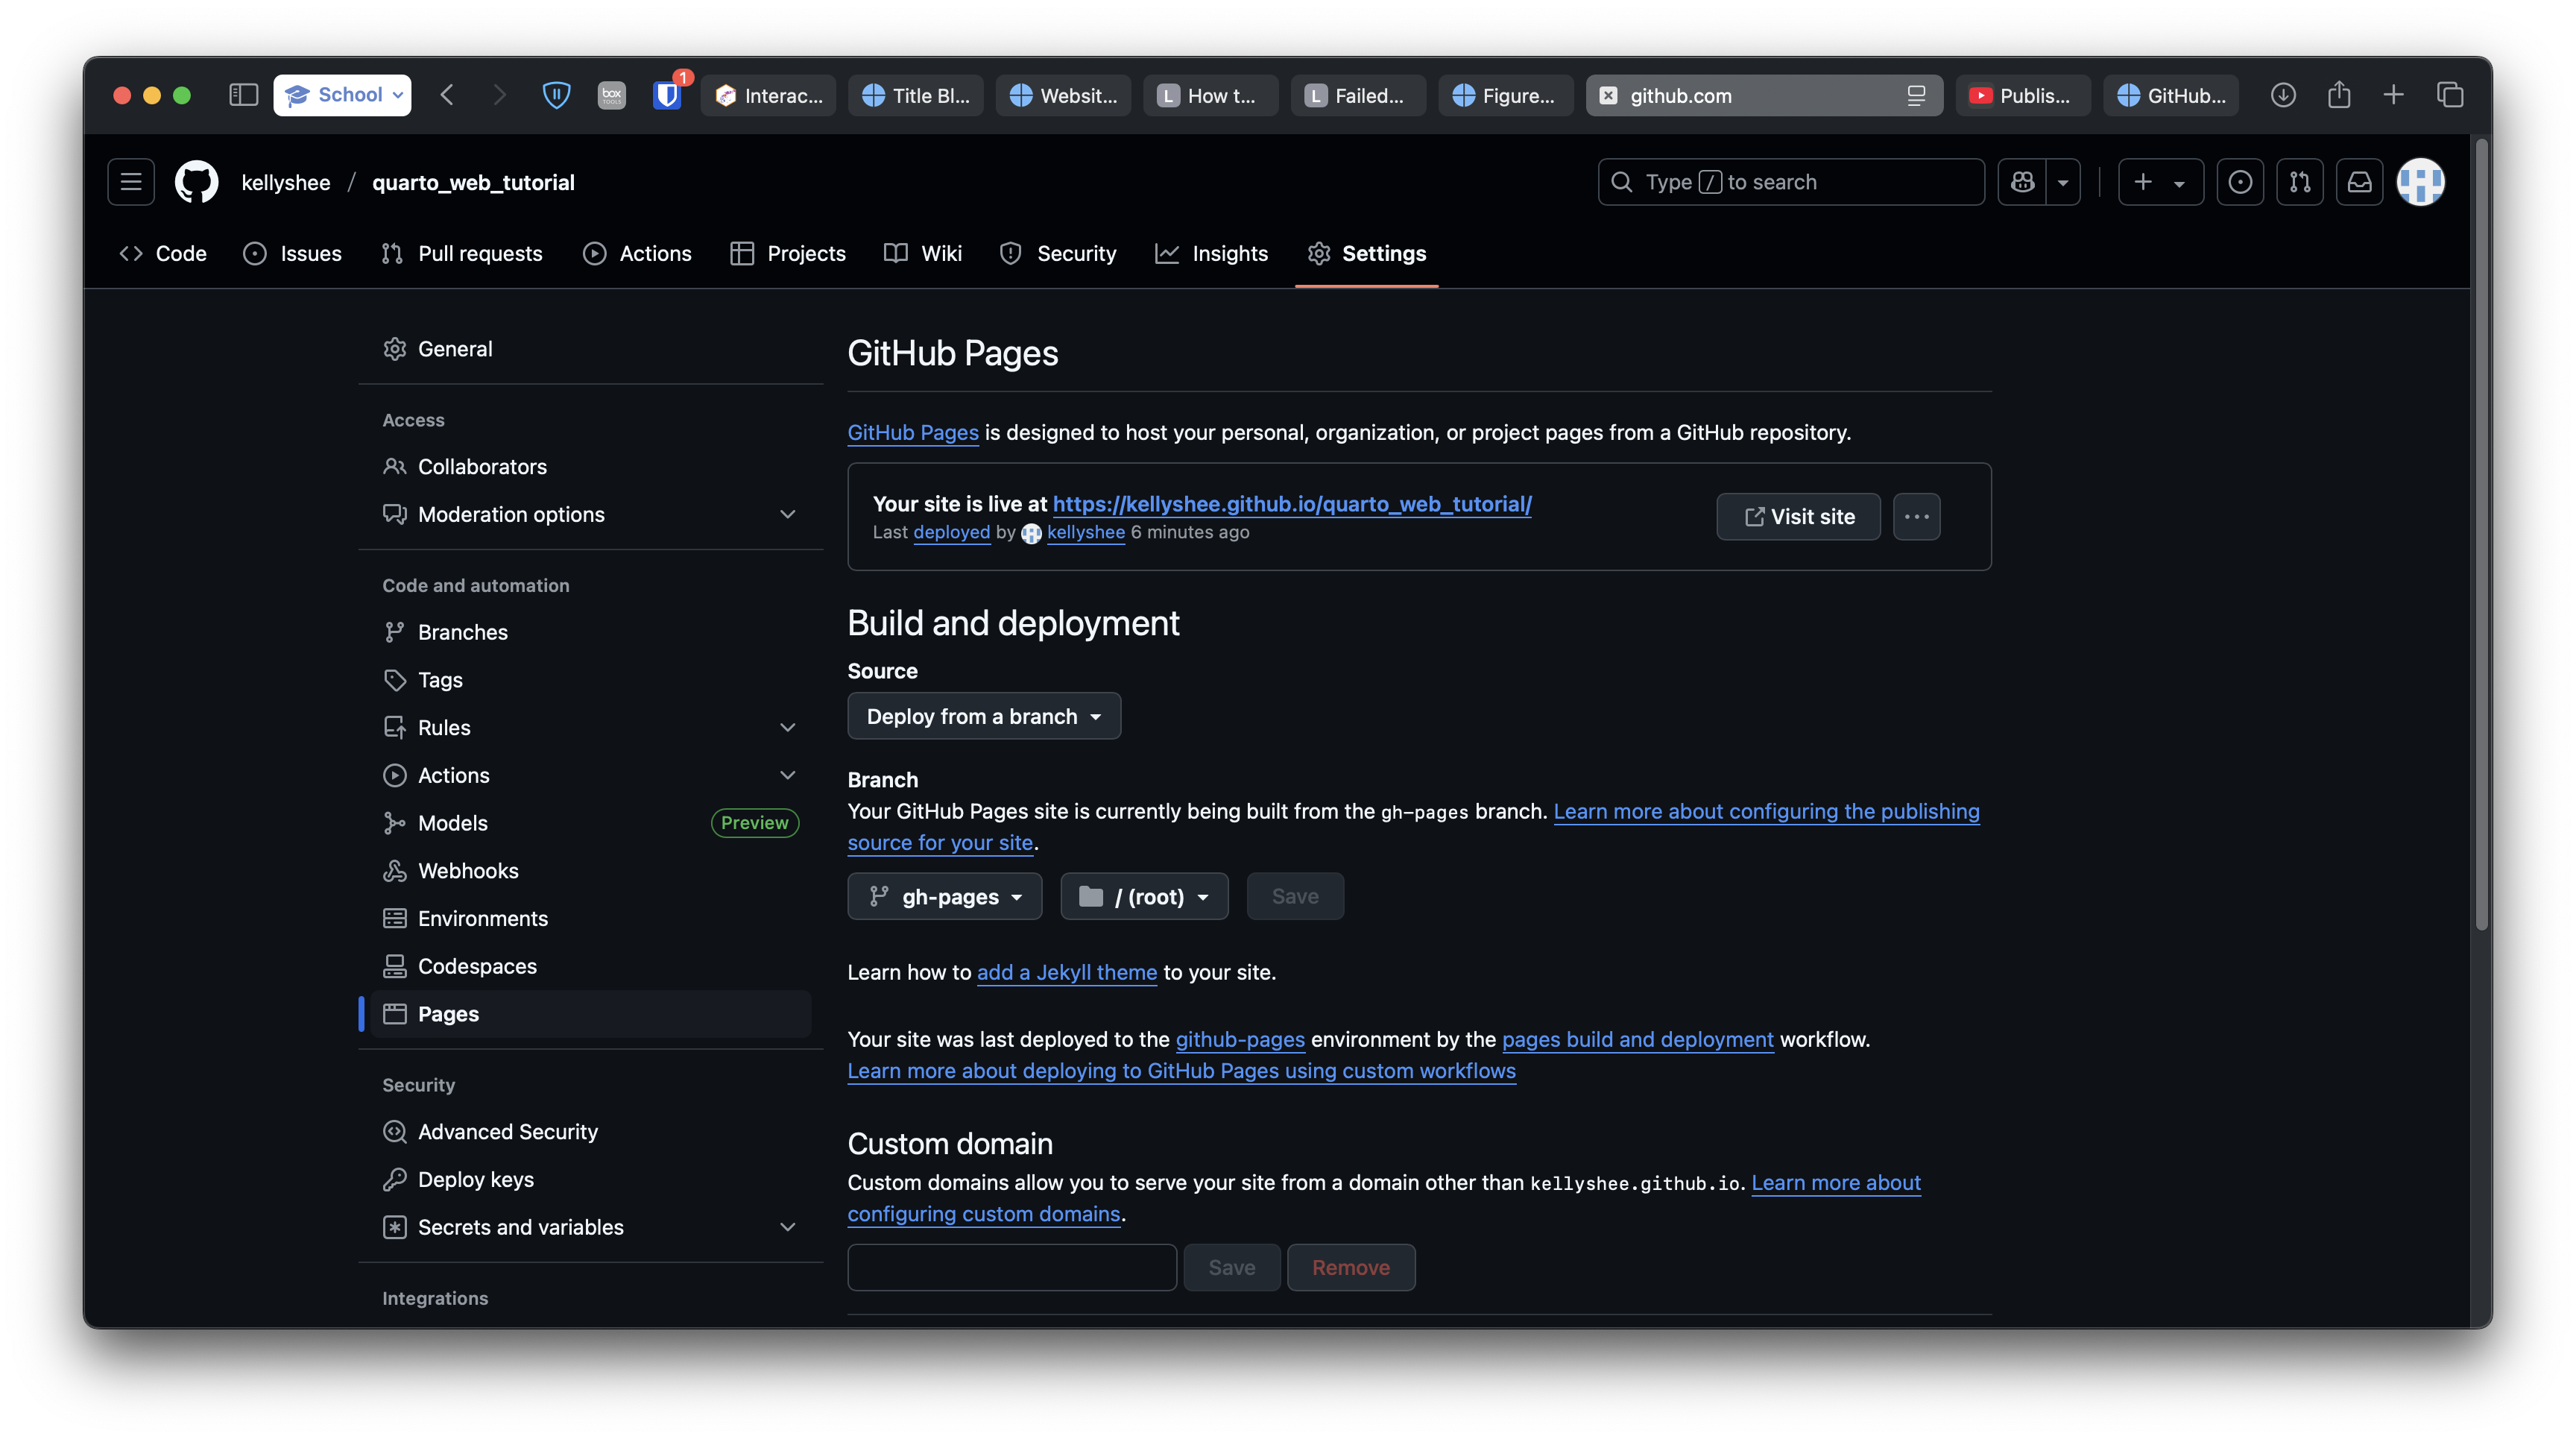 School
1
Interac...
Title Bl...
Websit...
L How t...
L Failed...
Figure...
github.com
Publis...
GitHub...
kellyshee / quarto_web_tutorial
Type / to search
Code
Issues
Pull requests
Actions
Projects
Wiki
Security
Insights
Settings
General
Access
Collaborators
Moderation options
Code and automation
Branches
Tags
Rules
Actions
Models Preview
Webhooks
Environments
Codespaces
Pages
Security
Advanced Security
Deploy keys
Secrets and variables
Integrations
GitHub Pages
GitHub Pages is designed to host your personal, organization, or project pages from a GitHub repository.
Your site is live at https://kellyshee.github.io/quarto_web_tutorial/
Last deployed by kellyshee 6 minutes ago
Visit site
Build and deployment
Source
Deploy from a branch
Branch
Your GitHub Pages site is currently being built from the gh-pages branch. Learn more about configuring the publishing
source for your site.
gh-pages / (root) Save
Learn how to add a Jekyll theme to your site.
Your site was last deployed to the github-pages environment by the pages build and deployment workflow.
Learn more about deploying to GitHub Pages using custom workflows
Custom domain
Custom domains allow you to serve your site from a domain other than kellyshee.github.io. Learn more about
configuring custom domains.
Save Remove